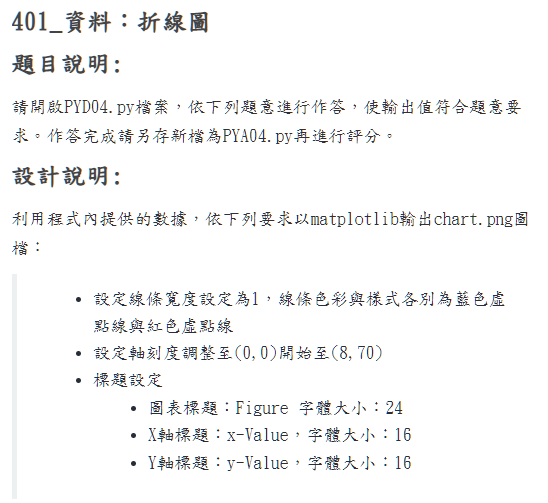 401_資料：折線圖
題目說明:
請開啟PYD04.py檔案，依下列題意進行作答，使輸出值符合題意要
求。作答完成請另存新檔為PYA04.py再進行評分。
設計說明:
利用程式內提供的數據，依下列要求以matplotlib輸出chart.png圖
檔：
• 設定線條寬度設定為1，線條色彩與樣式各別為藍色虛
點線與紅色虛點線
• 設定軸刻度調整至(0,0)開始至(8,70)
• 標題設定
• 圖表標題：Figure 字體大小：24
• X軸標題：x-Value，字體大小：16
• Y軸標題：y-Value，字體大小：16